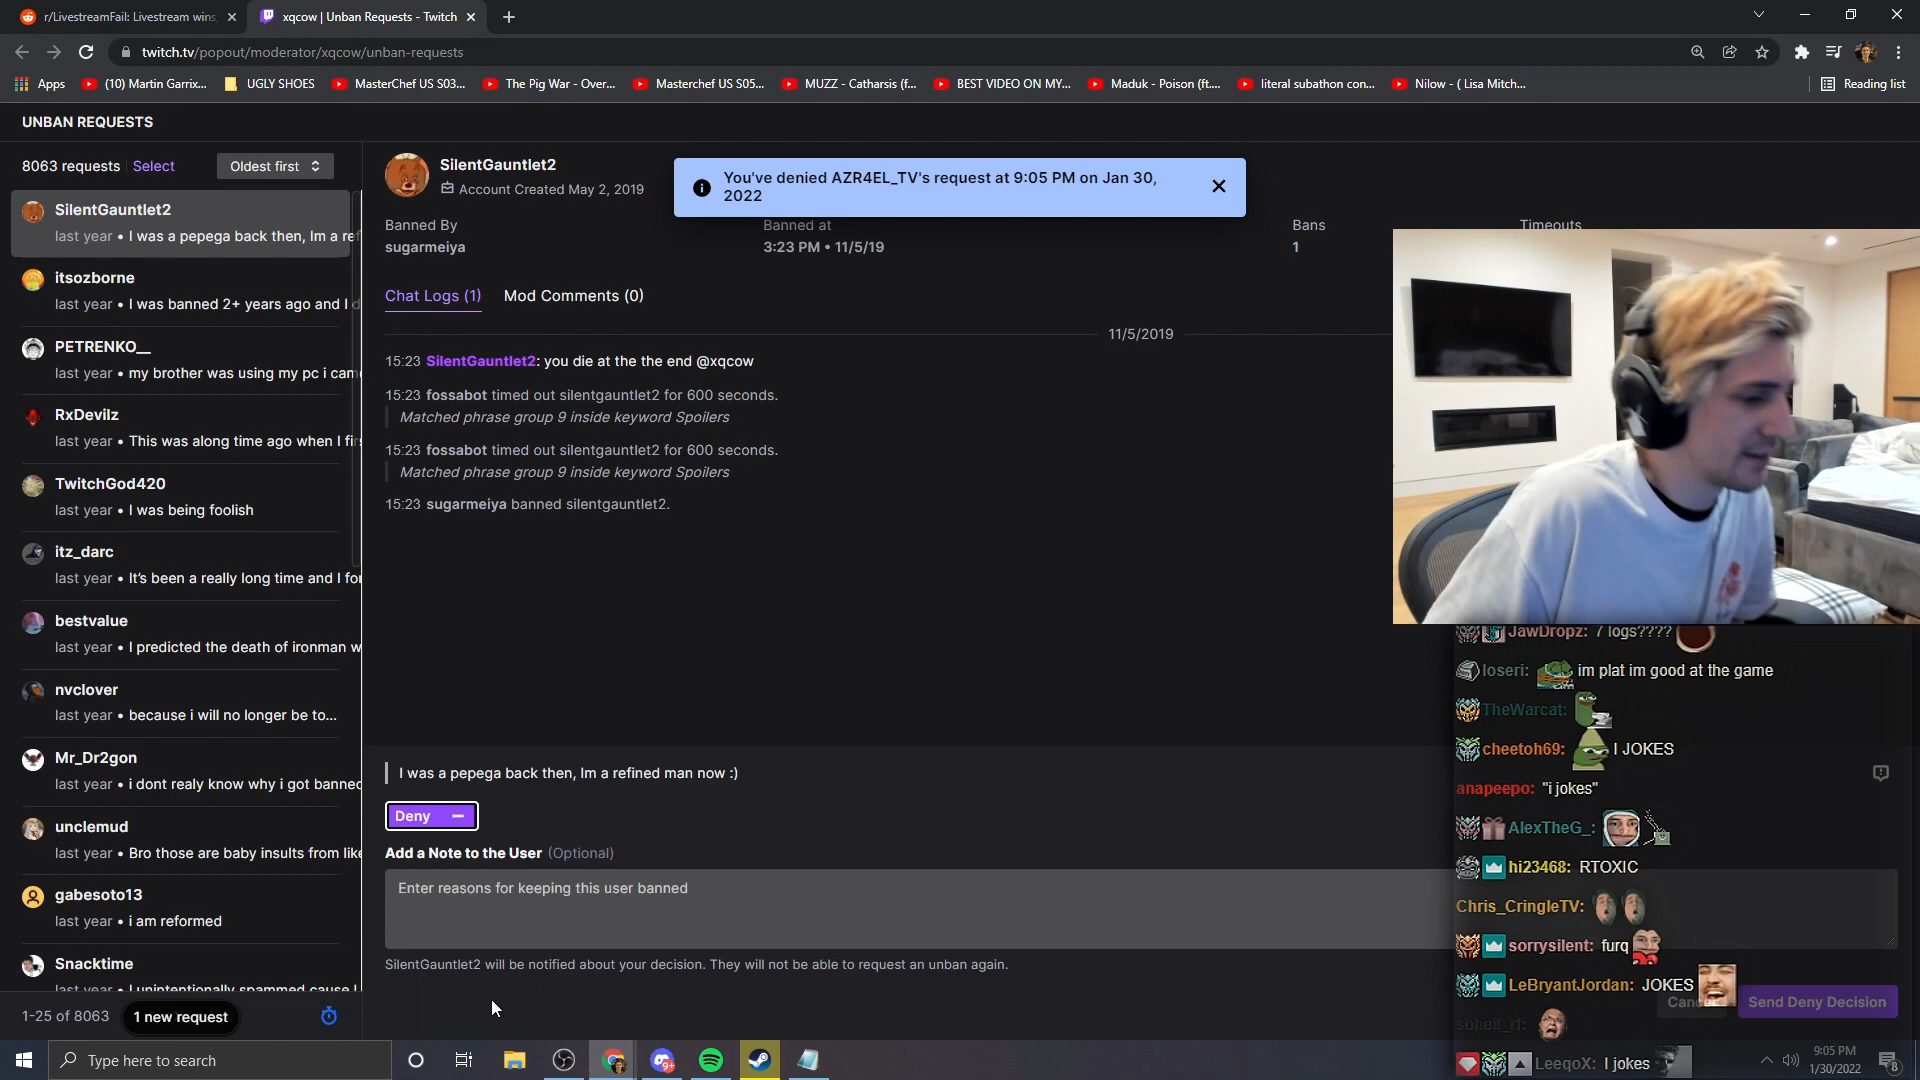 r/LivestreamFail: Livestream wins,
xqcow | Unban Requests - Twitch
twitch.tv/popout/moderator/xqcow/unban-requests
Apps
(10) Martin Garrix...
UGLY SHOES
MasterChef US S03...
The Pig War - Over...
Masterchef US S05...
MUZZ - Catharsis (f...
BEST VIDEO ON MY...
Maduk - Poison (ft....
literal subathon con...
Nilow - ( Lisa Mitch...
Reading list
UNBAN REQUESTS
8063 requests
Select
Oldest first
SilentGauntlet2
last year • I was a pepega back then, Im a ref
itsozborne
last year • I was banned 2+ years ago and I d
PETRENKO__
last year • my brother was using my pc i cam
RxDevilz
last year • This was along time ago when I fir
TwitchGod420
last year • I was being foolish
itz_darc
last year • It's been a really long time and I for
bestvalue
last year • I predicted the death of ironman w
nvclover
last year • because i will no longer be to...
Mr_Dr2gon
last year • i dont realy know why i got banned
unclemud
last year • Bro those are baby insults from like
gabesoto13
last year • i am reformed
Snacktime
last year • I unintentionally spammed cause I
1-25 of 8063
1 new request
SilentGauntlet2
Account Created May 2, 2019
You've denied AZR4EL_TV's request at 9:05 PM on Jan 30,
2022
Banned By
sugarmeiya
Banned at
3:23 PM • 11/5/19
Bans
1
Timeouts
Chat Logs (1)
Mod Comments (0)
11/5/2019
15:23 SilentGauntlet2: you die at the the end @xqcow
15:23 fossabot timed out silentgauntlet2 for 600 seconds.
Matched phrase group 9 inside keyword Spoilers
15:23 fossabot timed out silentgauntlet2 for 600 seconds.
Matched phrase group 9 inside keyword Spoilers
15:23 sugarmeiya banned silentgauntlet2.
I was a pepega back then, Im a refined man now :)
Deny
Add a Note to the User (Optional)
Enter reasons for keeping this user banned
SilentGauntlet2 will be notified about your decision. They will not be able to request an unban again.
Cancel
Send Deny Decision
JawDropz: 7 logs????
loseri: im plat im good at the game
TheWarcat:
cheetoh69: I JOKES
anapeepo: "i jokes"
AlexTheG_:
hi23468: RTOXIC
Chris_CringleTV:
sorrysilent: furq
LeBryantJordan: JOKES
soheil_rf:
LeeqoX: I jokes
Type here to search
9+
9:05 PM
1/30/2022
8